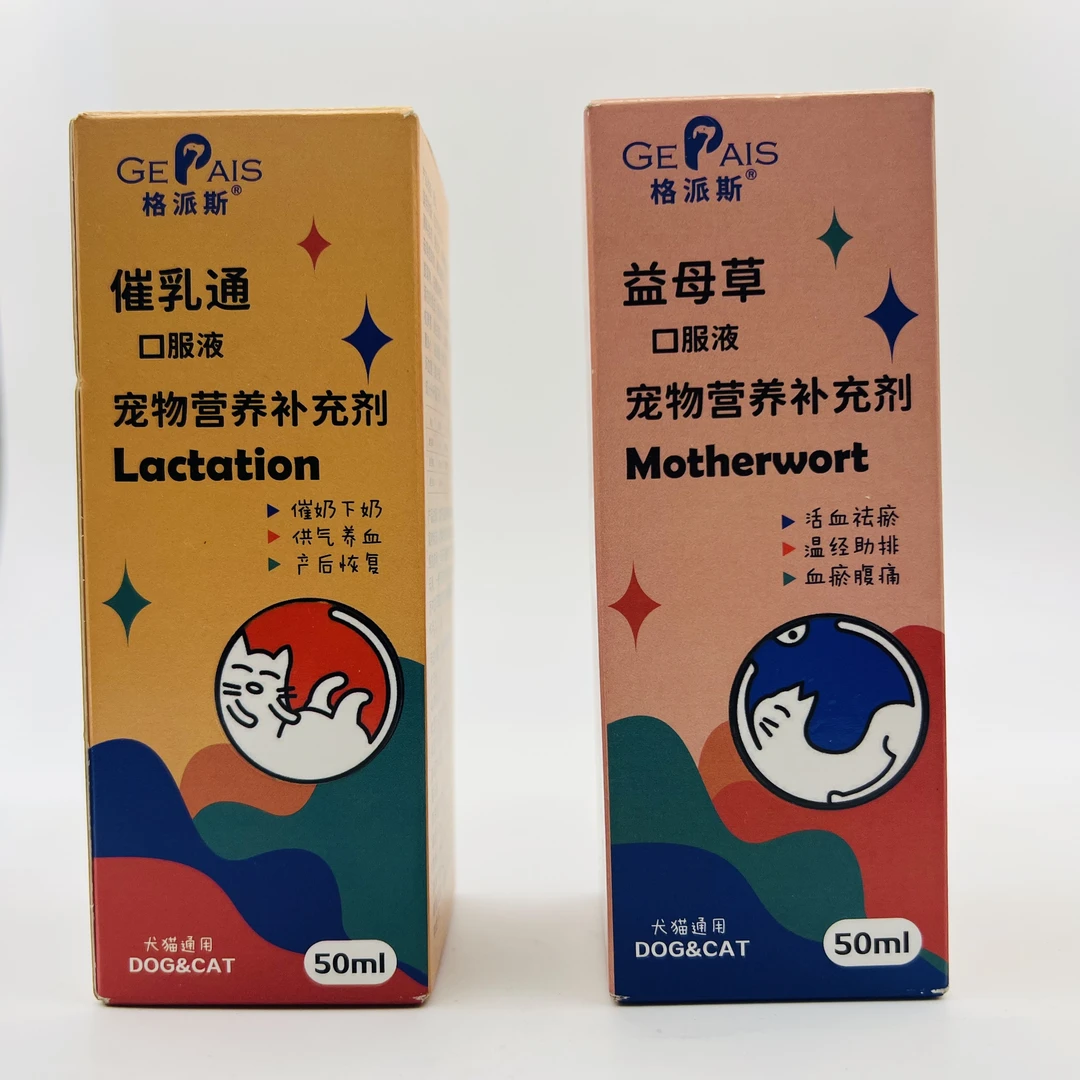 GEPAIS
格派斯®
催乳通
口服液
宠物营养补充剂
Lactation
催奶下奶
供气养血
产后恢复
犬猫通用
DOG&CAT
50ml
GEPAIS
格派斯®
益母草
口服液
宠物营养补充剂
Motherwort
活血祛瘀
温经助排
血瘀腹痛
犬猫通用
DOG&CAT
50ml